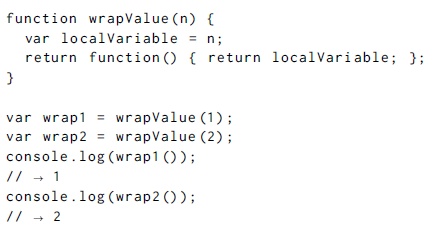 function wrapValue(n) {
  var localVariable = n;
  return function() { return localVariable; };
}

var wrap1 = wrapValue(1);
var wrap2 = wrapValue(2);
console.log(wrap1());
// → 1
console.log(wrap2());
// → 2